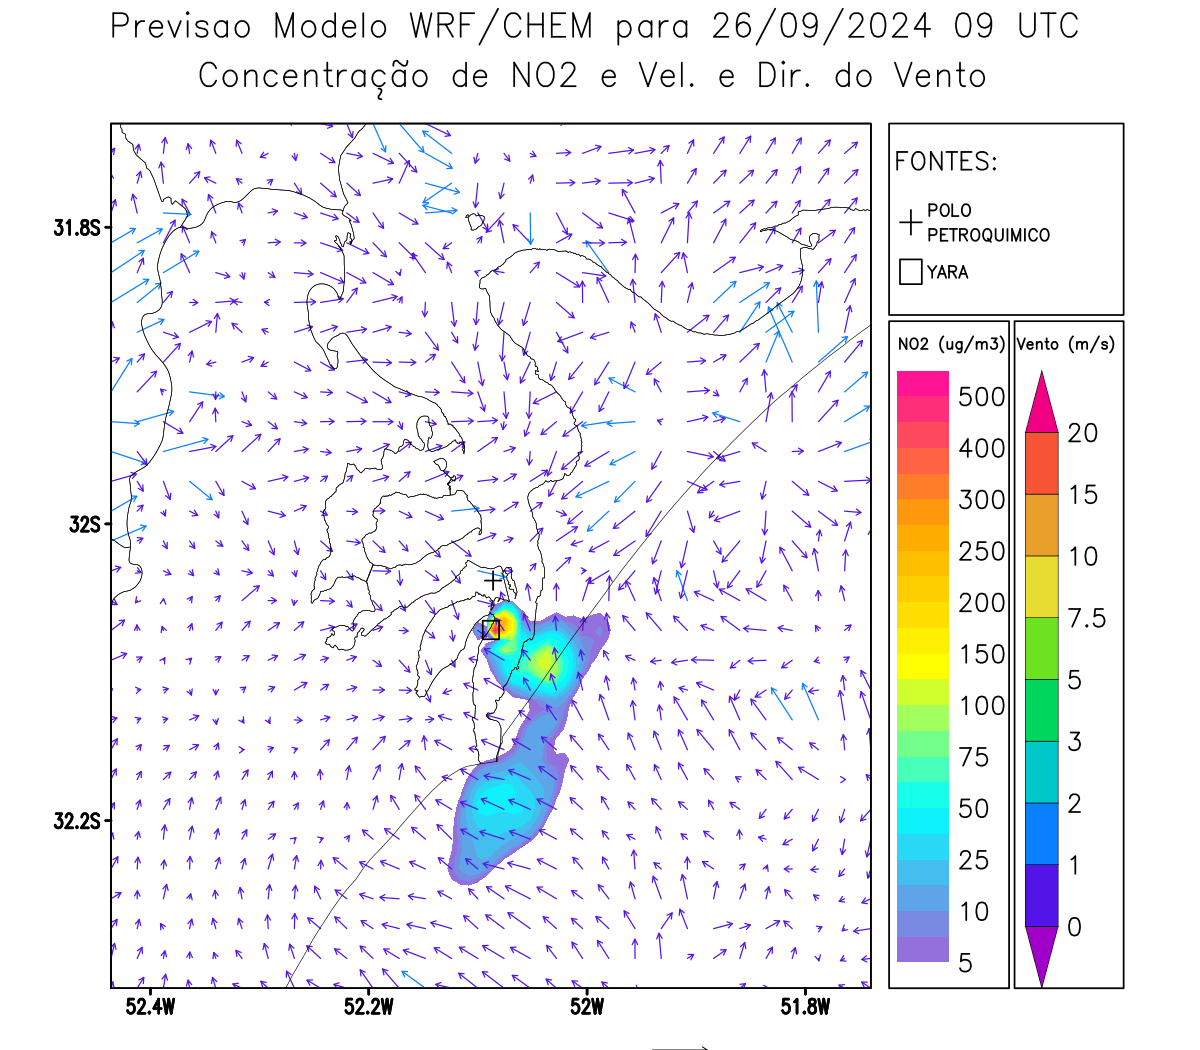 Previsao Modelo WRF/CHEM para 26/09/2024 09 UTC
Concentração de NO2 e Vel. e Dir. do Vento
FONTES:
POLO
PETROQUIMICO
YARA
NO2 (ug/m3)
500
400
300
250
200
150
100
75
50
25
10
5
Vento (m/s)
20
15
10
7.5
5
3
2
1
0
31.8S
32S
32.2S
52.4W
52.2W
52W
51.8W